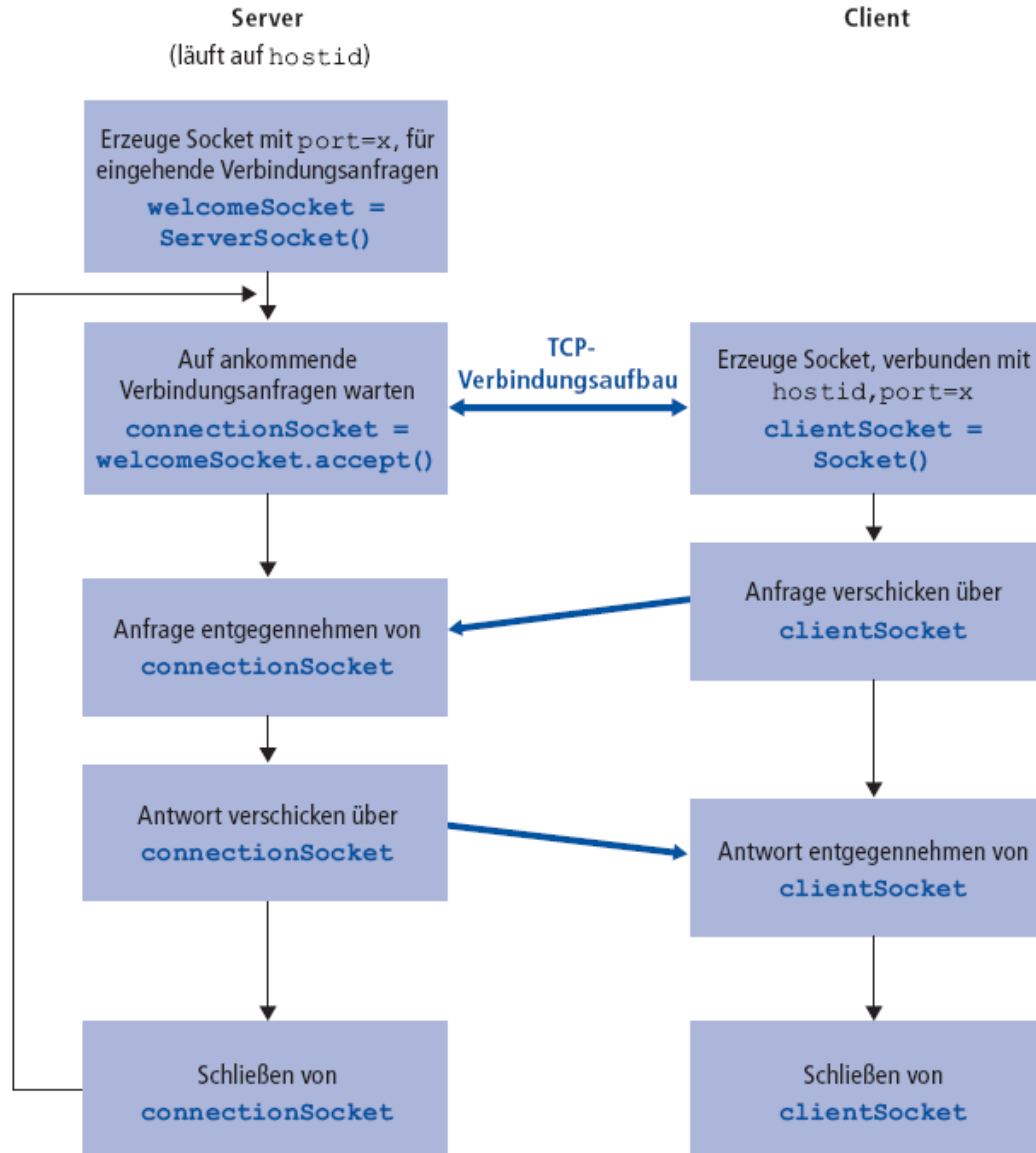 Server
(läuft auf hostid)
Client
Erzeuge Socket mit port=x, für
eingehende Verbindungsanfragen
welcomeSocket =
ServerSocket()
Auf ankommende
Verbindungsanfragen warten
connectionSocket =
welcomeSocket.accept()
TCP-
Verbindungsaufbau
Erzeuge Socket, verbunden mit
hostid,port=x
clientSocket =
Socket()
Anfrage verschicken über
clientSocket
Anfrage entgegennehmen von
connectionSocket
Antwort verschicken über
connectionSocket
Antwort entgegennehmen von
clientSocket
Schließen von
connectionSocket
Schließen von
clientSocket